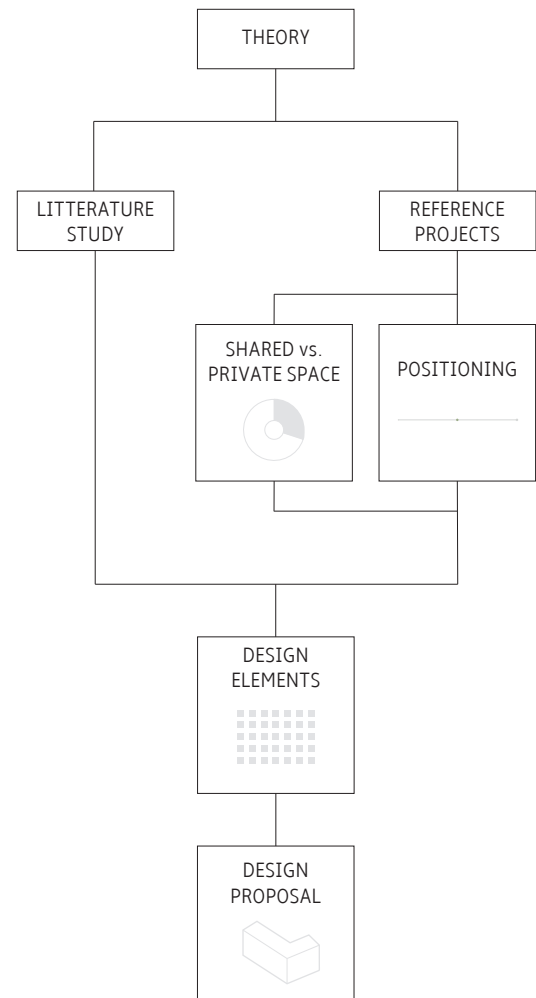 THEORY
LITTERATURE
STUDY
REFERENCE
PROJECTS
SHARED vs.
PRIVATE SPACE
POSITIONING
DESIGN
ELEMENTS
DESIGN
PROPOSAL